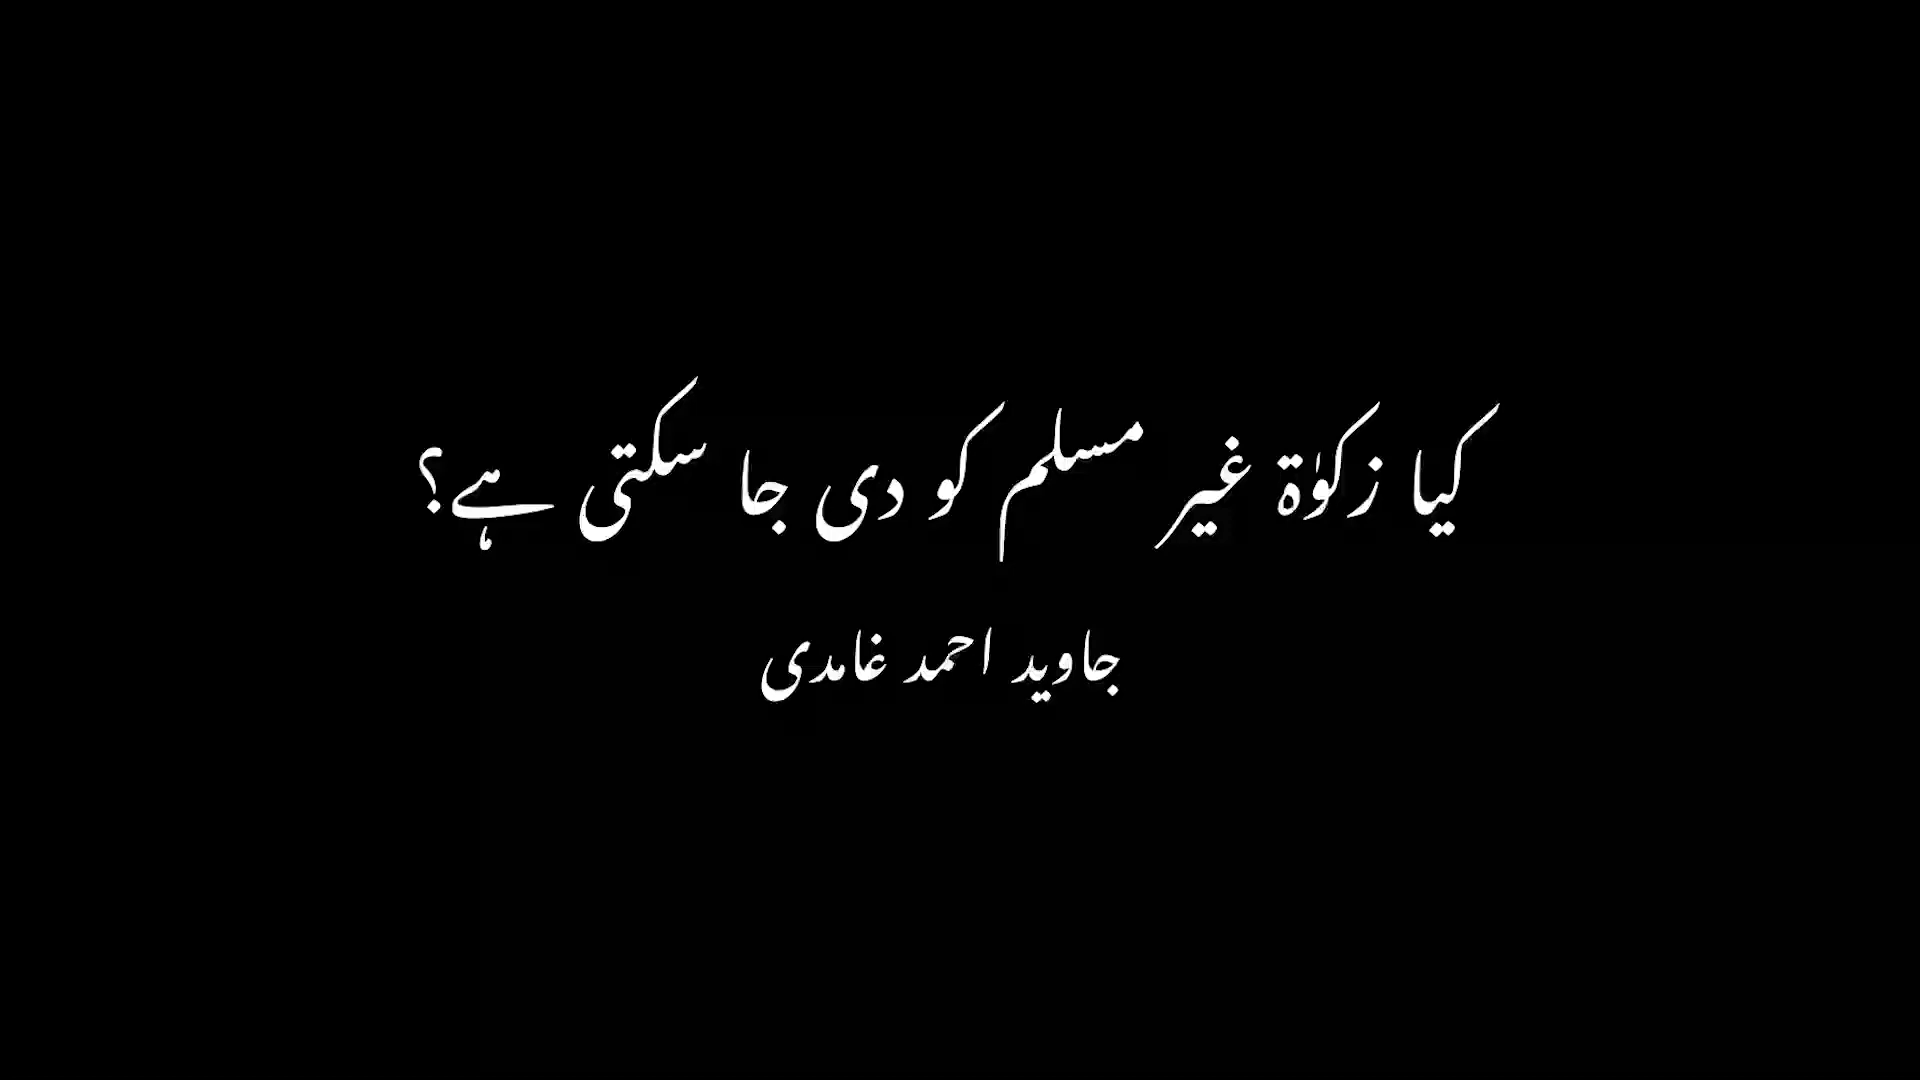 کیا زکوٰۃ غیر مسلم کو دی جا سکتی ہے؟
جاوید احمد غامدی